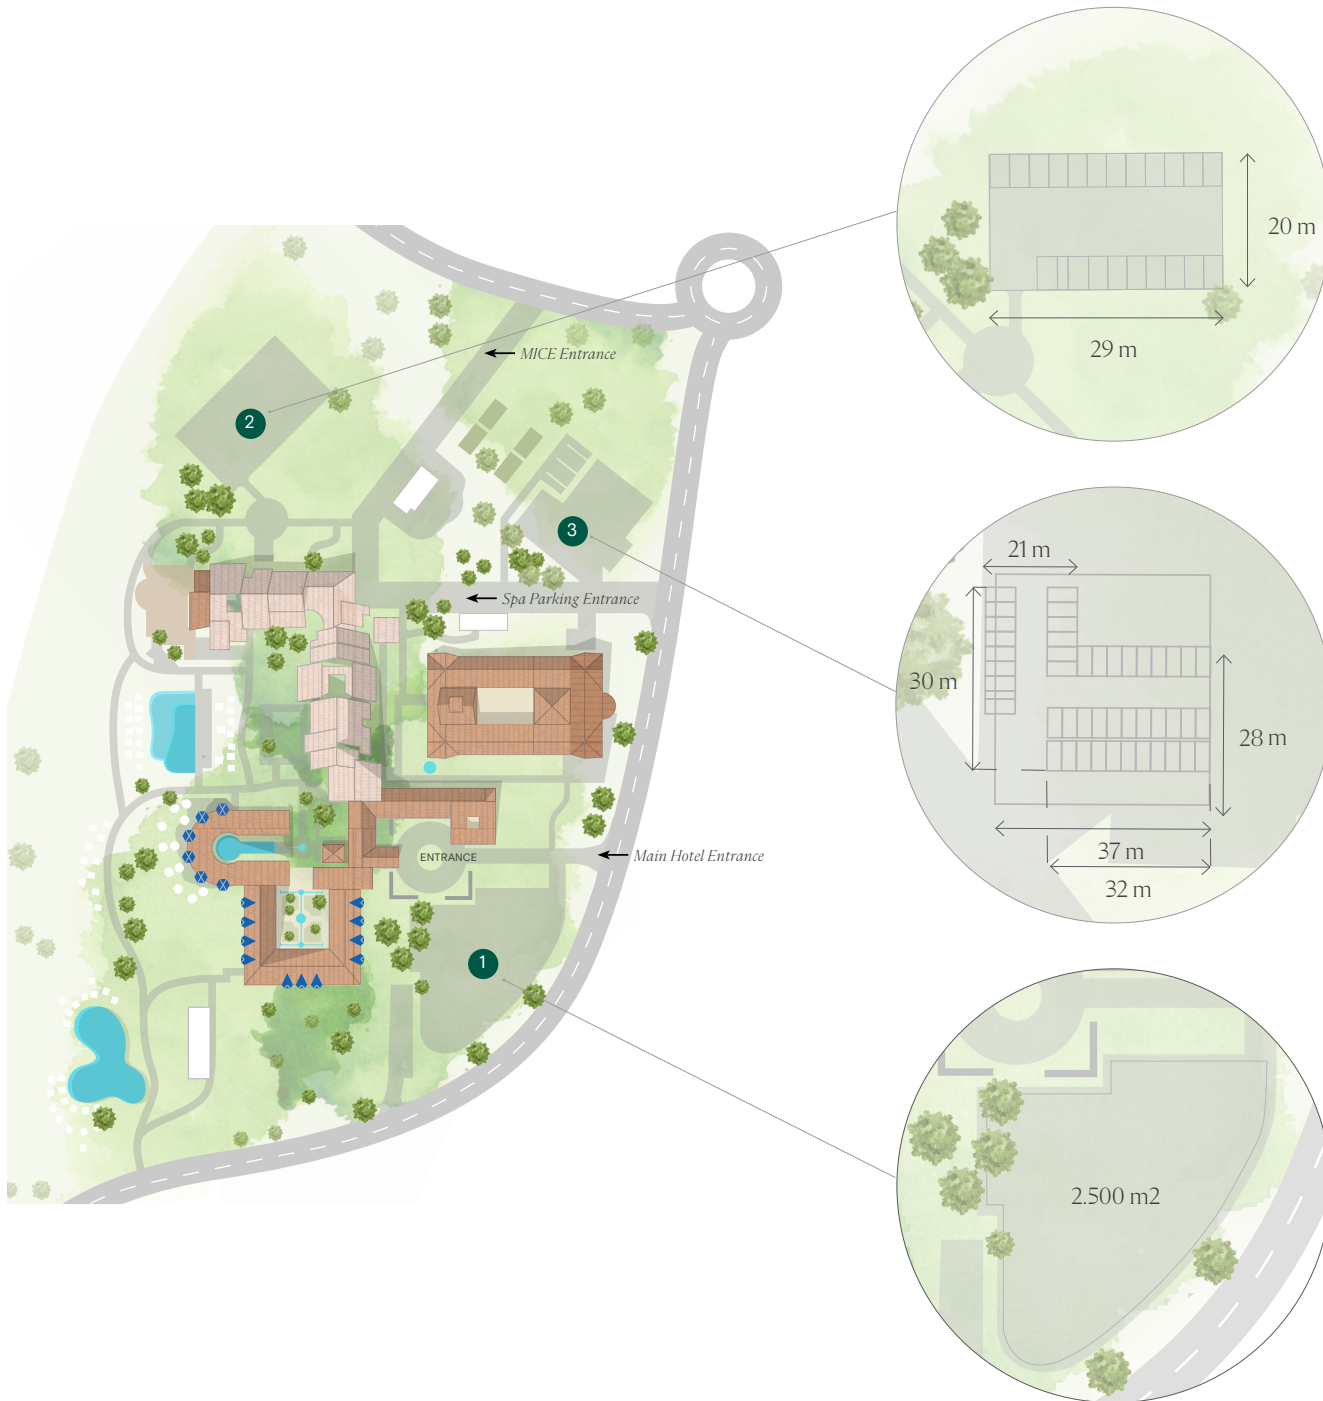 20 m
29 m
MICE Entrance
2
21 m
3
Spa Parking Entrance
30 m
28 m
37 m
32 m
ENTRANCE
Main Hotel Entrance
1
2.500 m2